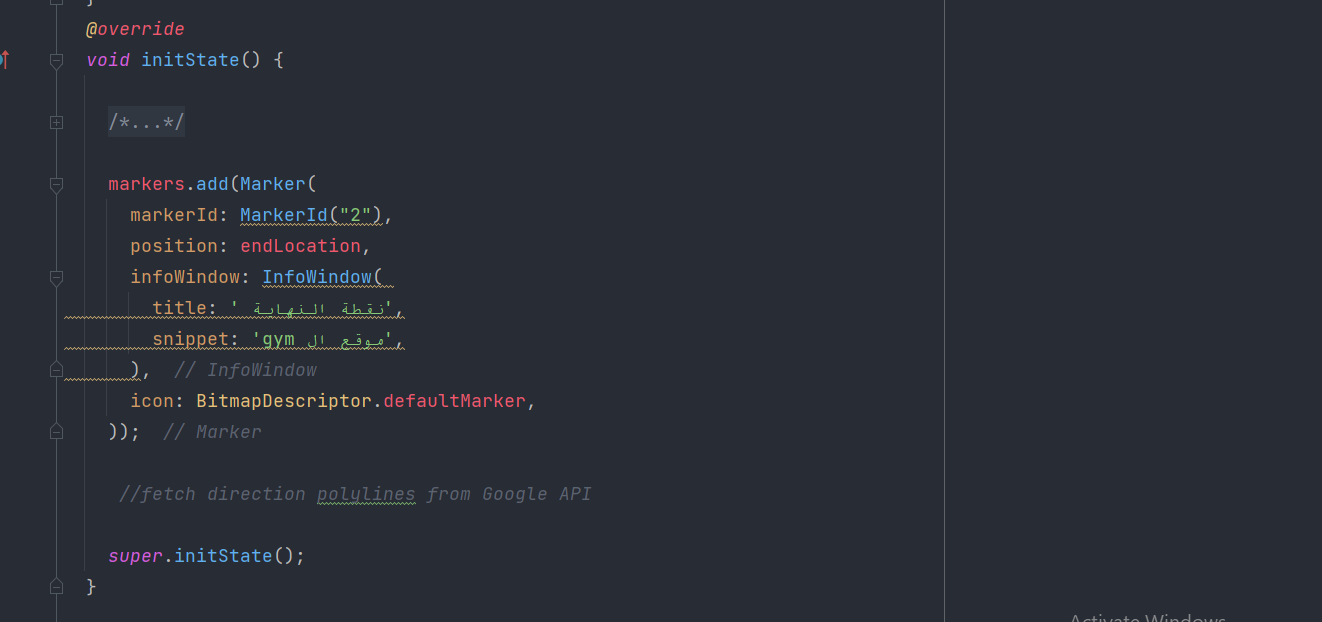 }
@override
void initState() {
/*...*/
markers.add(Marker(
markerId: MarkerId("2"),
position: endLocation,
infoWindow: InfoWindow(
title: ' نقطة النهاية',
snippet: 'موقع ال gym',
), // InfoWindow
icon: BitmapDescriptor.defaultMarker,
)); // Marker
//fetch direction polylines from Google API
super.initState();
}
Activate Windows